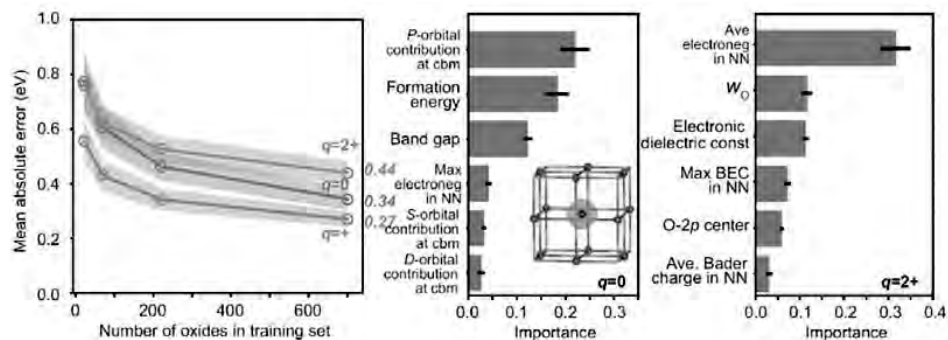 Mean absolute error (eV)
1.0
0.8
0.6
0.4
0.2
0.0
q=2+
0.44
q=0
0.34
0.27
q=+
0
200
400
600
Number of oxides in training set
P-orbital
contribution
at cbm
Formation
energy
Band gap
Max
electroneg
in NN
S-orbital
contribution
at cbm
D-orbital
contribution
at cbm
q=0
0.0
0.1
0.2
0.3
Importance
Ave
electroneg
in NN
Wo
Electronic
dielectric const
Max BEC
in NN
O-2p center
Ave. Bader
charge in NN
q=2+
0.0
0.1
0.2
0.3
0.4
Importance